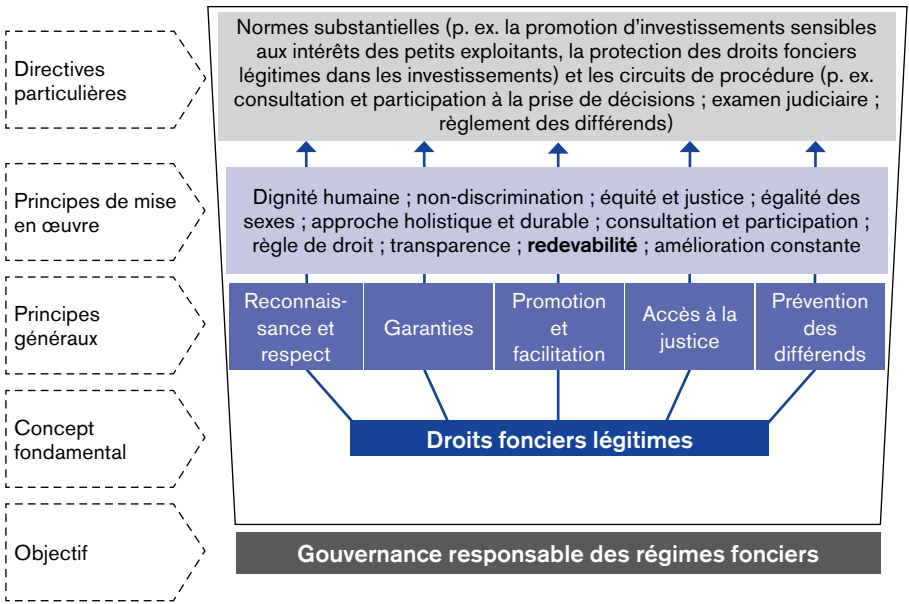 Directives
particulières
Normes substantielles (p. ex. la promotion d’investissements sensibles
aux intérêts des petits exploitants, la protection des droits fonciers
légitimes dans les investissements) et les circuits de procédure (p. ex.
consultation et participation à la prise de décisions ; examen judiciaire ;
règlement des différends)
Principes de mise
en œuvre
Dignité humaine ; non-discrimination ; équité et justice ; égalité des
sexes ; approche holistique et durable ; consultation et participation ;
règle de droit ; transparence ; redevabilité ; amélioration constante
Principes
généraux
Reconnais-
sance et
respect
Garanties
Promotion
et
facilitation
Accès à la
justice
Prévention
des
différends
Concept
fondamental
Droits fonciers légitimes
Objectif
Gouvernance responsable des régimes fonciers